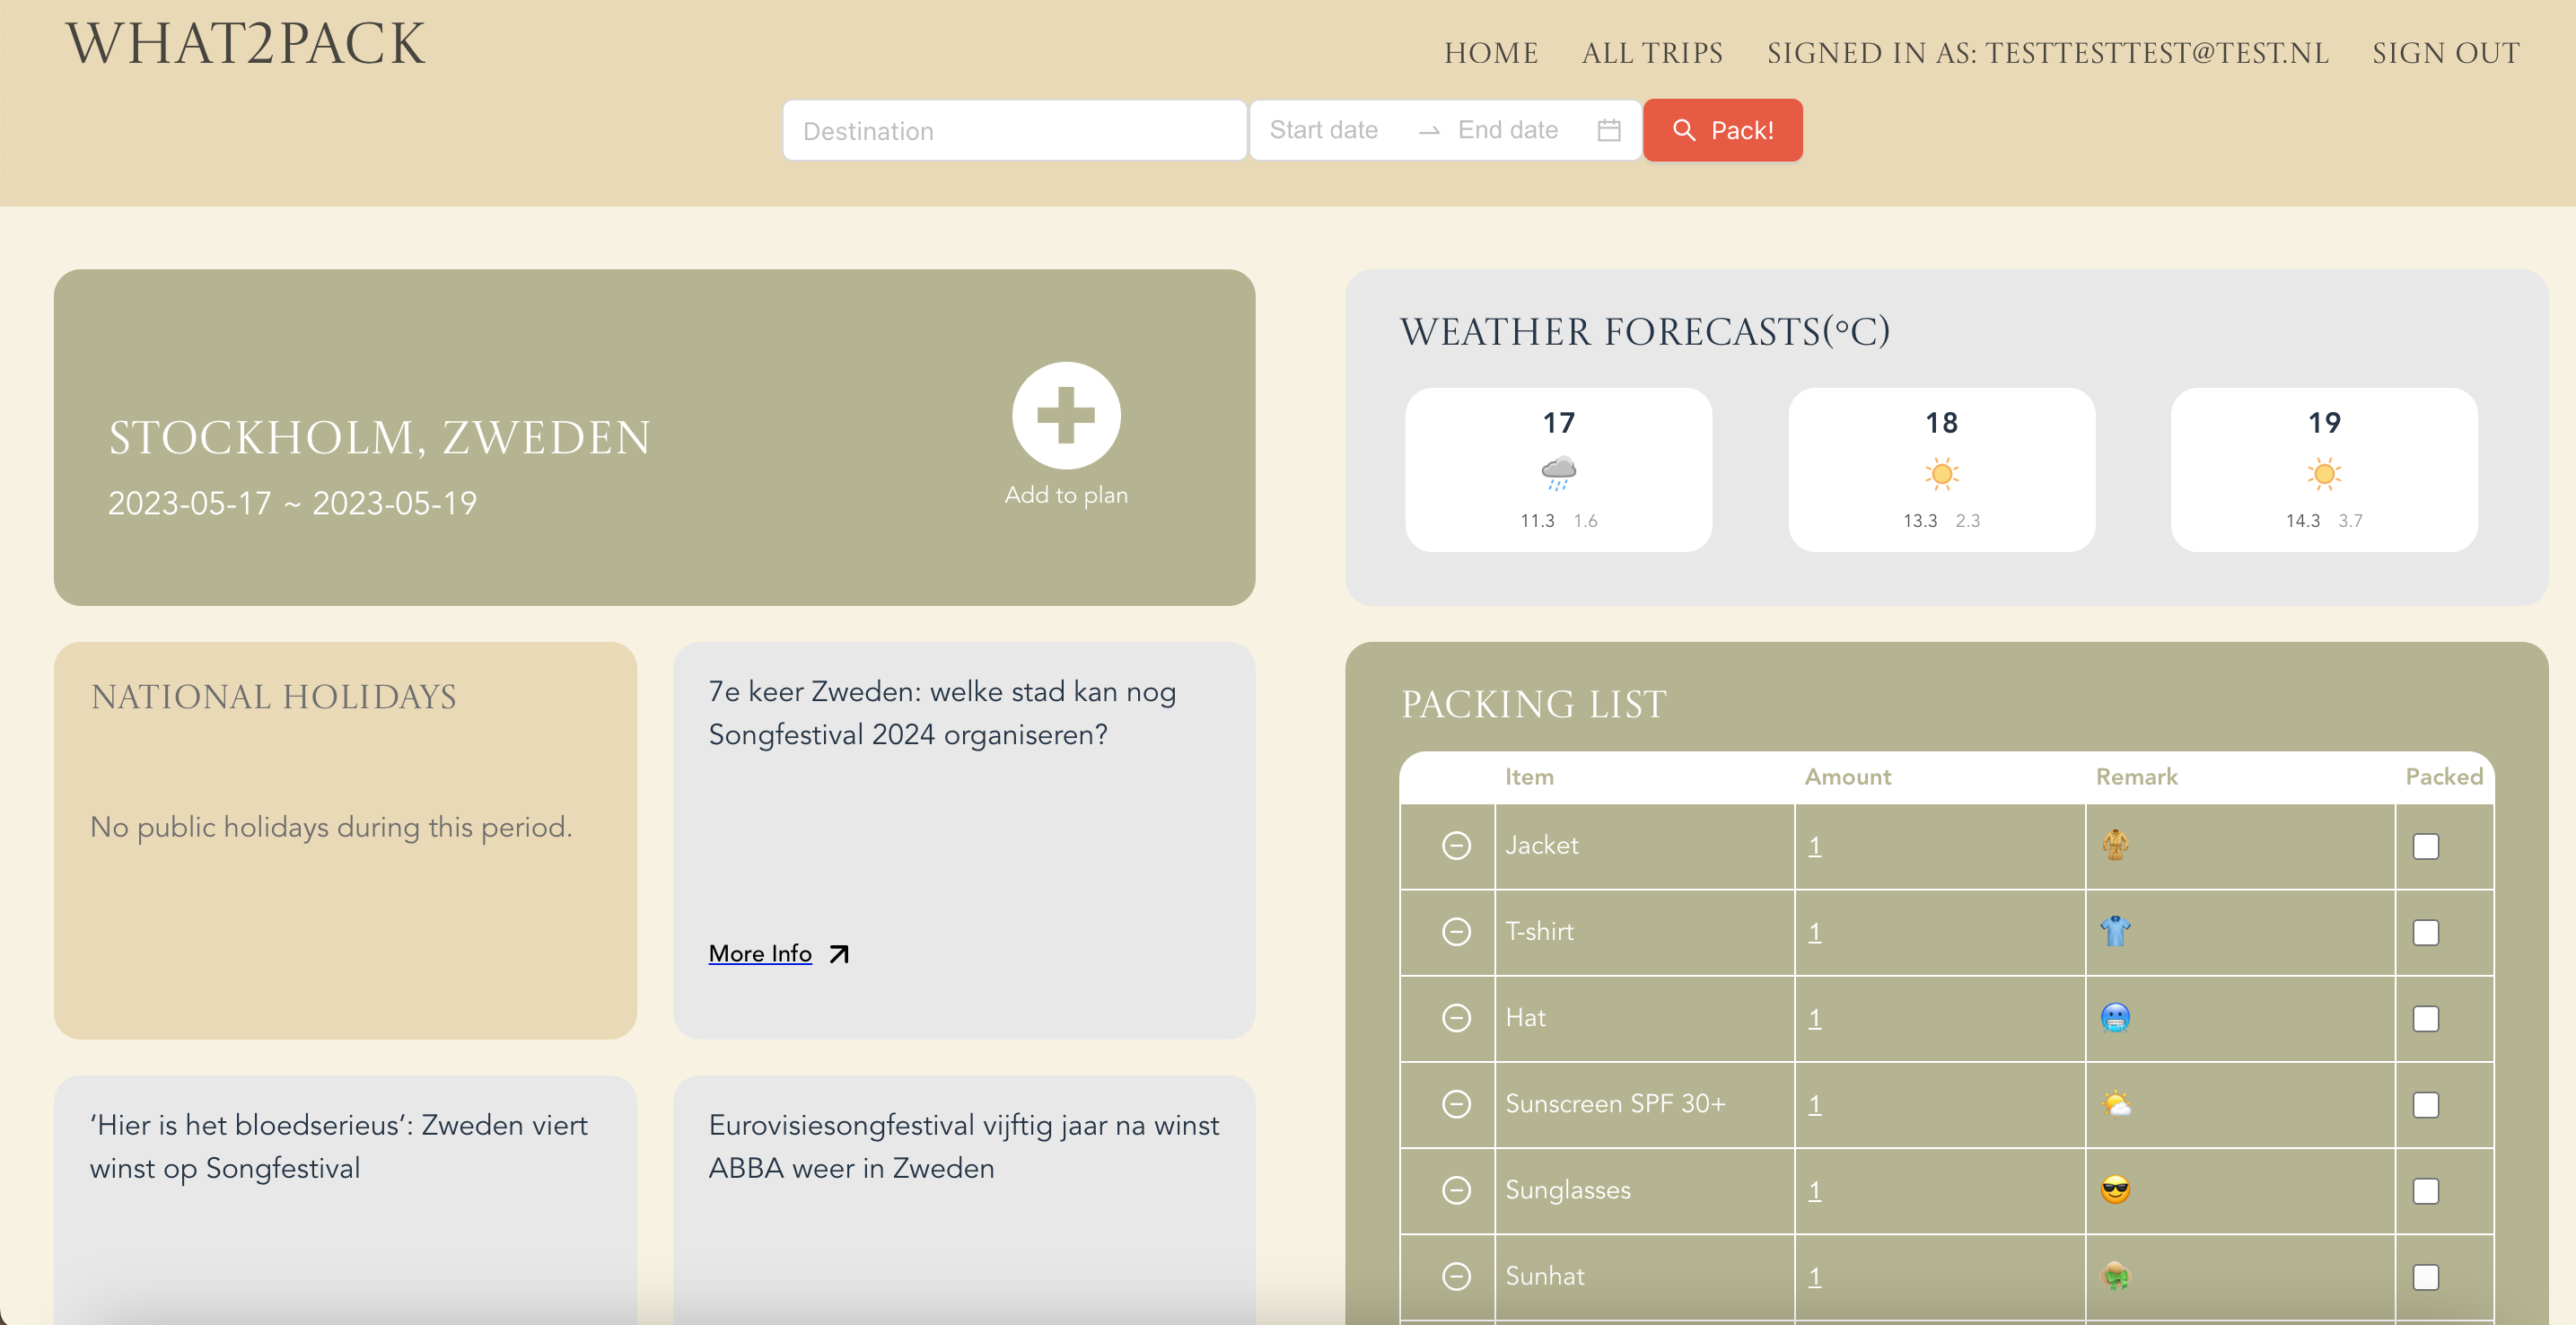 WHAT2PACK
HOME ALL TRIPS SIGNED IN AS: TESTTESTTEST@TEST.NL SIGN OUT
Destination Start date End date Pack!
STOCKHOLM, ZWEDEN
2023-05-17 ~ 2023-05-19
Add to plan
WEATHER FORECASTS(°C)
17
11.3 1.6
18
13.3 2.3
19
14.3 3.7
NATIONAL HOLIDAYS
No public holidays during this period.
7e keer Zweden: welke stad kan nog
Songfestival 2024 organiseren?
More Info
‘Hier is het bloedserieus’: Zweden viert
winst op Songfestival
Eurovisiesongfestival vijftig jaar na winst
ABBA weer in Zweden
PACKING LIST
Item Amount Remark Packed
Jacket 1
T-shirt 1
Hat 1
Sunscreen SPF 30+ 1
Sunglasses 1
Sunhat 1